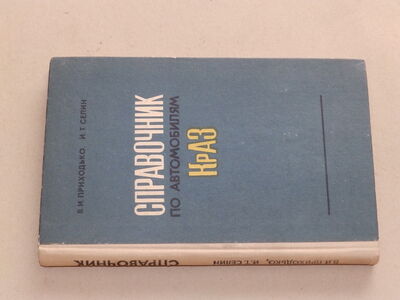 В. И. ПРИХОДЬКО И. Т. СЕЛИН
СПРАВОЧНИК
ПО АВТОМОБИЛЯМ
КрАЗ
В. И. ПРИХОДЬКО, И. Т. СЕЛИН
СПРАВОЧНИК